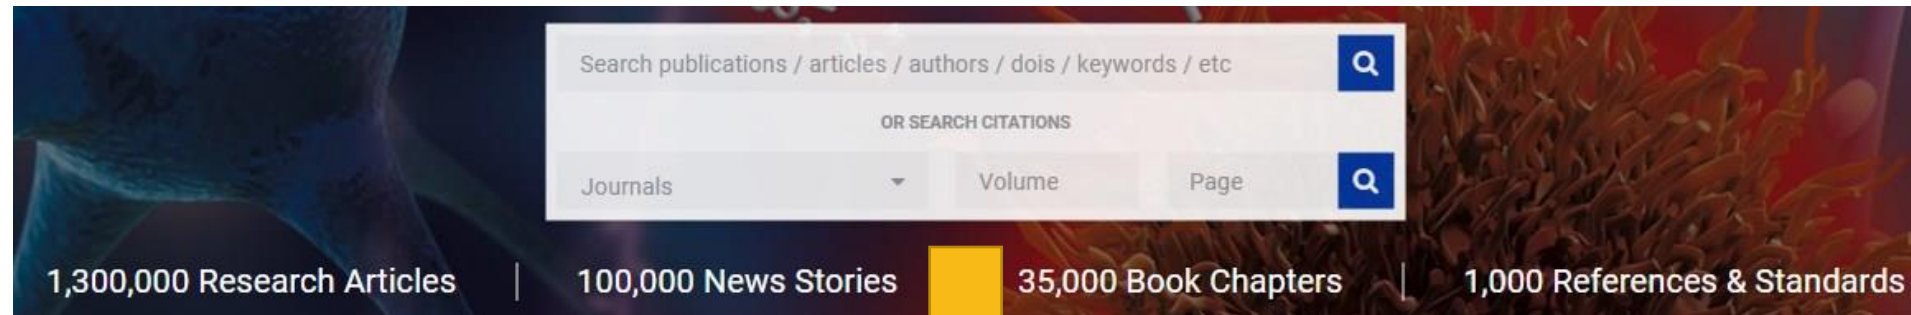 Search publications / articles / authors / dois / keywords / etc
OR SEARCH CITATIONS
Journals Volume Page
1,300,000 Research Articles | 100,000 News Stories 35,000 Book Chapters | 1,000 References & Standards